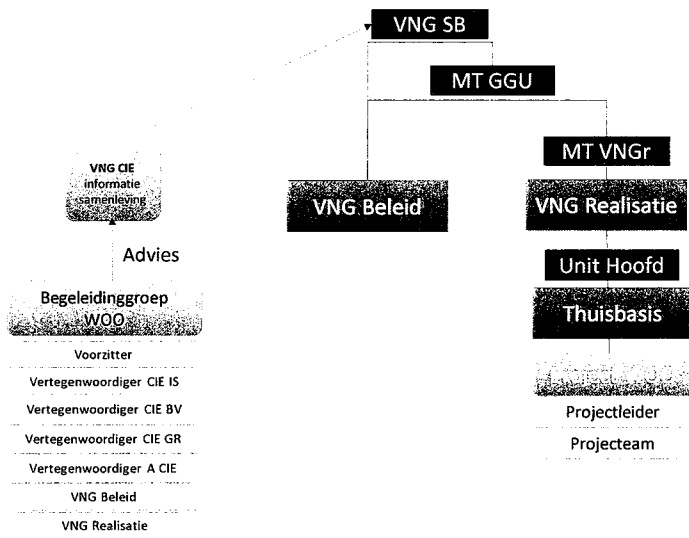 VNG SB
MT GGU
MT VNGr
VNG CIE
informatie
samenleving
VNG Beleid
VNG Realisatie
Advies
Unit Hoofd
Begeleidinggroep
WOO
Thuisbasis
Voorzitter
Vertegenwoordiger CIE IS
Projectleider
Vertegenwoordiger CIE BV
Vertegenwoordiger CIE GR
Projecteam
Vertegenwoordiger A CIE
VNG Beleid
VNG Realisatie